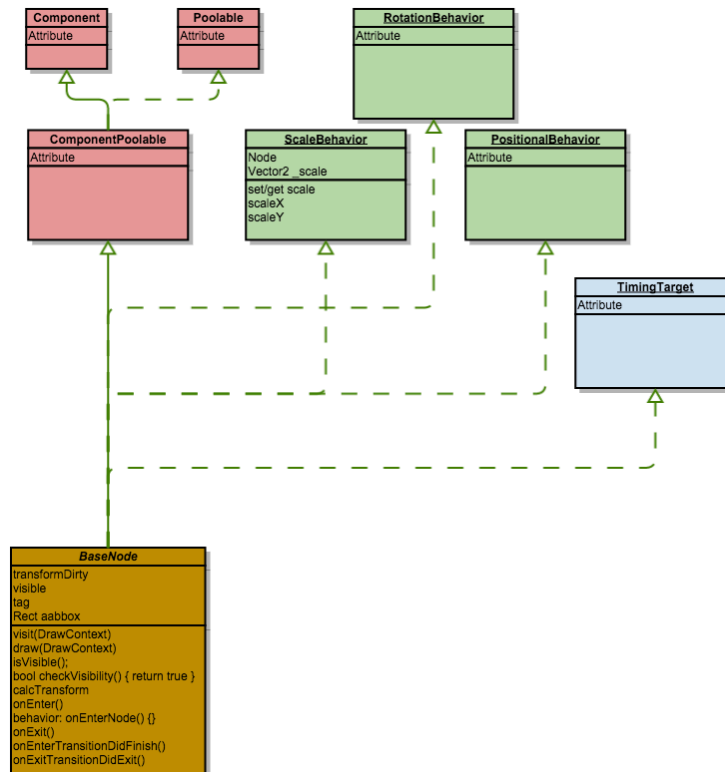 Component
Attribute
Poolable
Attribute
RotationBehavior
Attribute
ComponentPoolable
Attribute
ScaleBehavior
Node
Vector2 _scale
set/get scale
scaleX
scaleY
PositionalBehavior
Attribute
TimingTarget
Attribute
BaseNode
transformDirty
visible
tag
Rect aabbox
visit(DrawContext)
draw(DrawContext)
isVisible();
bool checkVisibility() { return true }
calcTransform
onEnter()
behavior: onEnterNode() {}
onExit()
onEnterTransitionDidFinish()
onExitTransitionDidExit()